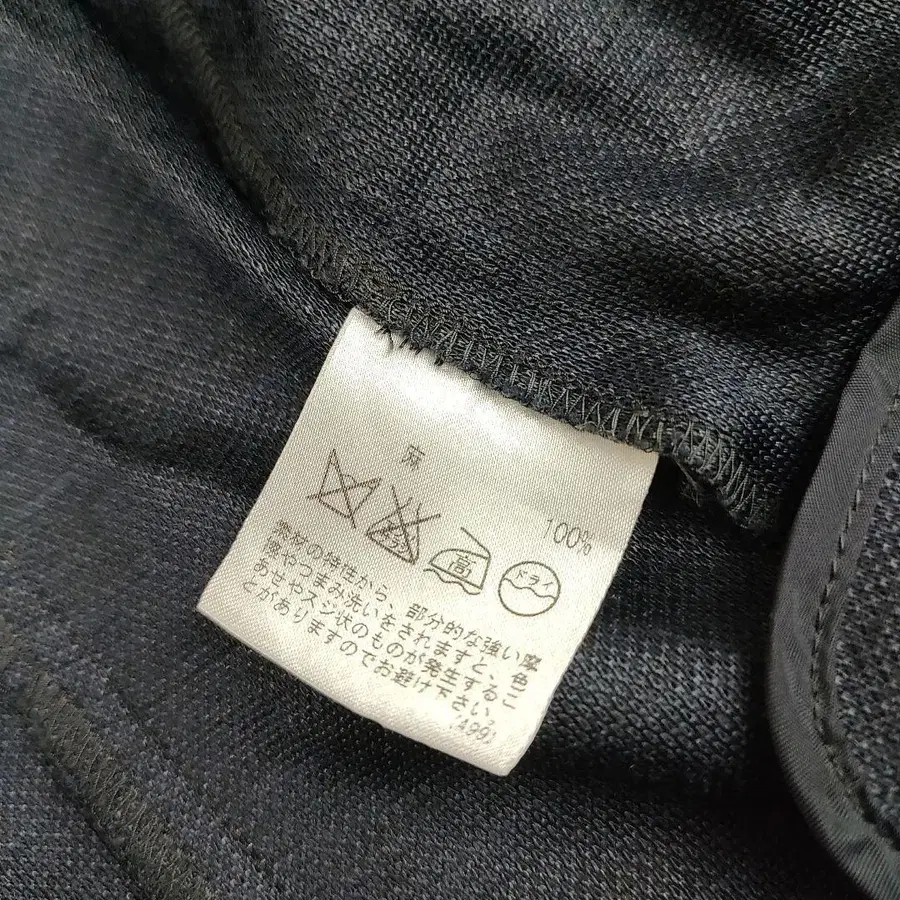 麻 100%
高 ドライ
素材の特性から、部分的な強い摩
擦やつまみ洗いをされますと、色
あせやスジ状のものが発生するこ
とがありますのでお避け下さい。